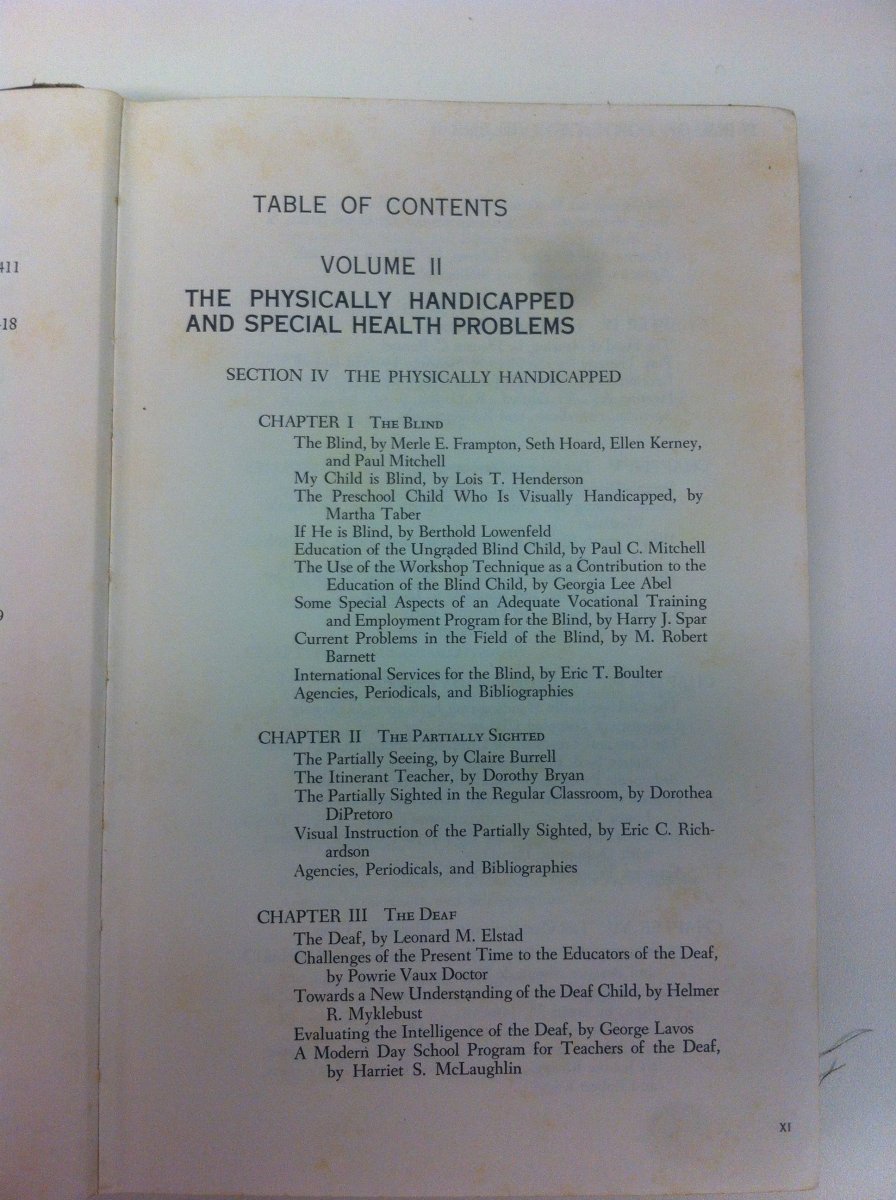 411
-18
9
TABLE OF CONTENTS
VOLUME II
THE PHYSICALLY HANDICAPPED
AND SPECIAL HEALTH PROBLEMS
SECTION IV THE PHYSICALLY HANDICAPPED
CHAPTER I THE BLIND
The Blind, by Merle E. Frampton, Seth Hoard, Ellen Kerney,
and Paul Mitchell
My Child is Blind, by Lois T. Henderson
The Preschool Child Who Is Visually Handicapped, by
Martha Taber
If He is Blind, by Berthold Lowenfeld
Education of the Ungraded Blind Child, by Paul C. Mitchell
The Use of the Workshop Technique as a Contribution to the
Education of the Blind Child, by Georgia Lee Abel
Some Special Aspects of an Adequate Vocational Training
and Employment Program for the Blind, by Harry J. Spar
Current Problems in the Field of the Blind, by M. Robert
Barnett
International Services for the Blind, by Eric T. Boulter
Agencies, Periodicals, and Bibliographies
CHAPTER II THE PARTIALLY SIGHTED
The Partially Seeing, by Claire Burrell
The Itinerant Teacher, by Dorothy Bryan
The Partially Sighted in the Regular Classroom, by Dorothea
DiPretoro
Visual Instruction of the Partially Sighted, by Eric C. Rich-
ardson
Agencies, Periodicals, and Bibliographies
CHAPTER III THE DEAF
The Deaf, by Leonard M. Elstad
Challenges of the Present Time to the Educators of the Deaf,
by Powrie Vaux Doctor
Towards a New Understanding of the Deaf Child, by Helmer
R. Myklebust
Evaluating the Intelligence of the Deaf, by George Lavos
A Modern Day School Program for Teachers of the Deaf,
by Harriet S. McLaughlin
XI